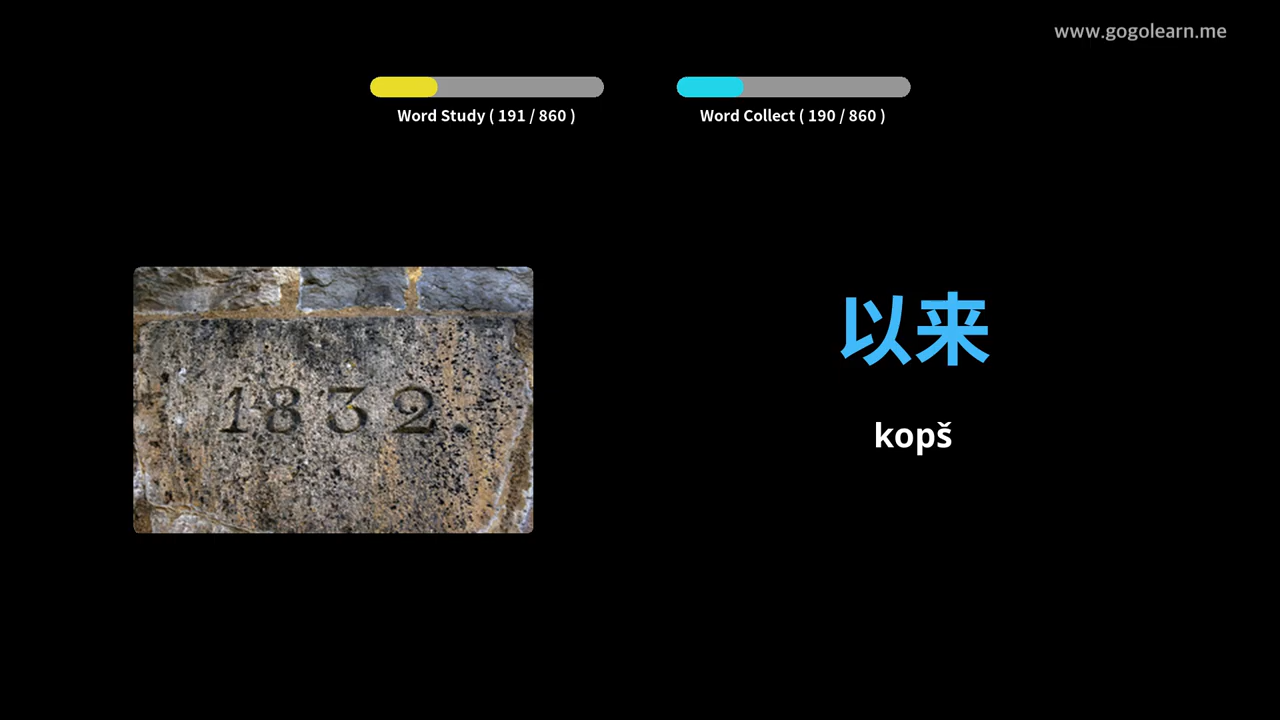 www.gogolearn.me
Word Study ( 191 / 860 )
Word Collect ( 190 / 860 )
1832.
以来
kopš